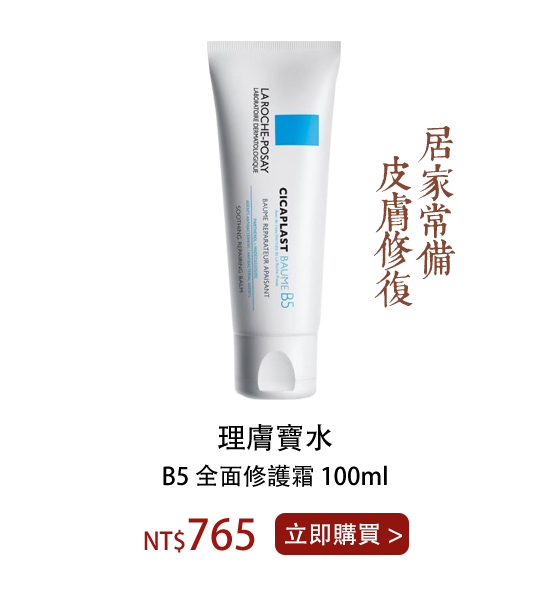 居家常備
皮膚修復
LA ROCHE-POSAY
LABORATOIRE DERMATOLOGIQUE
CICAPLAST BAUME B5
BAUME RÉPARATEUR APAISANT
SOOTHING REPAIRING BALM
理膚寶水
B5 全面修護霜 100ml
NT$765
立即購買 >